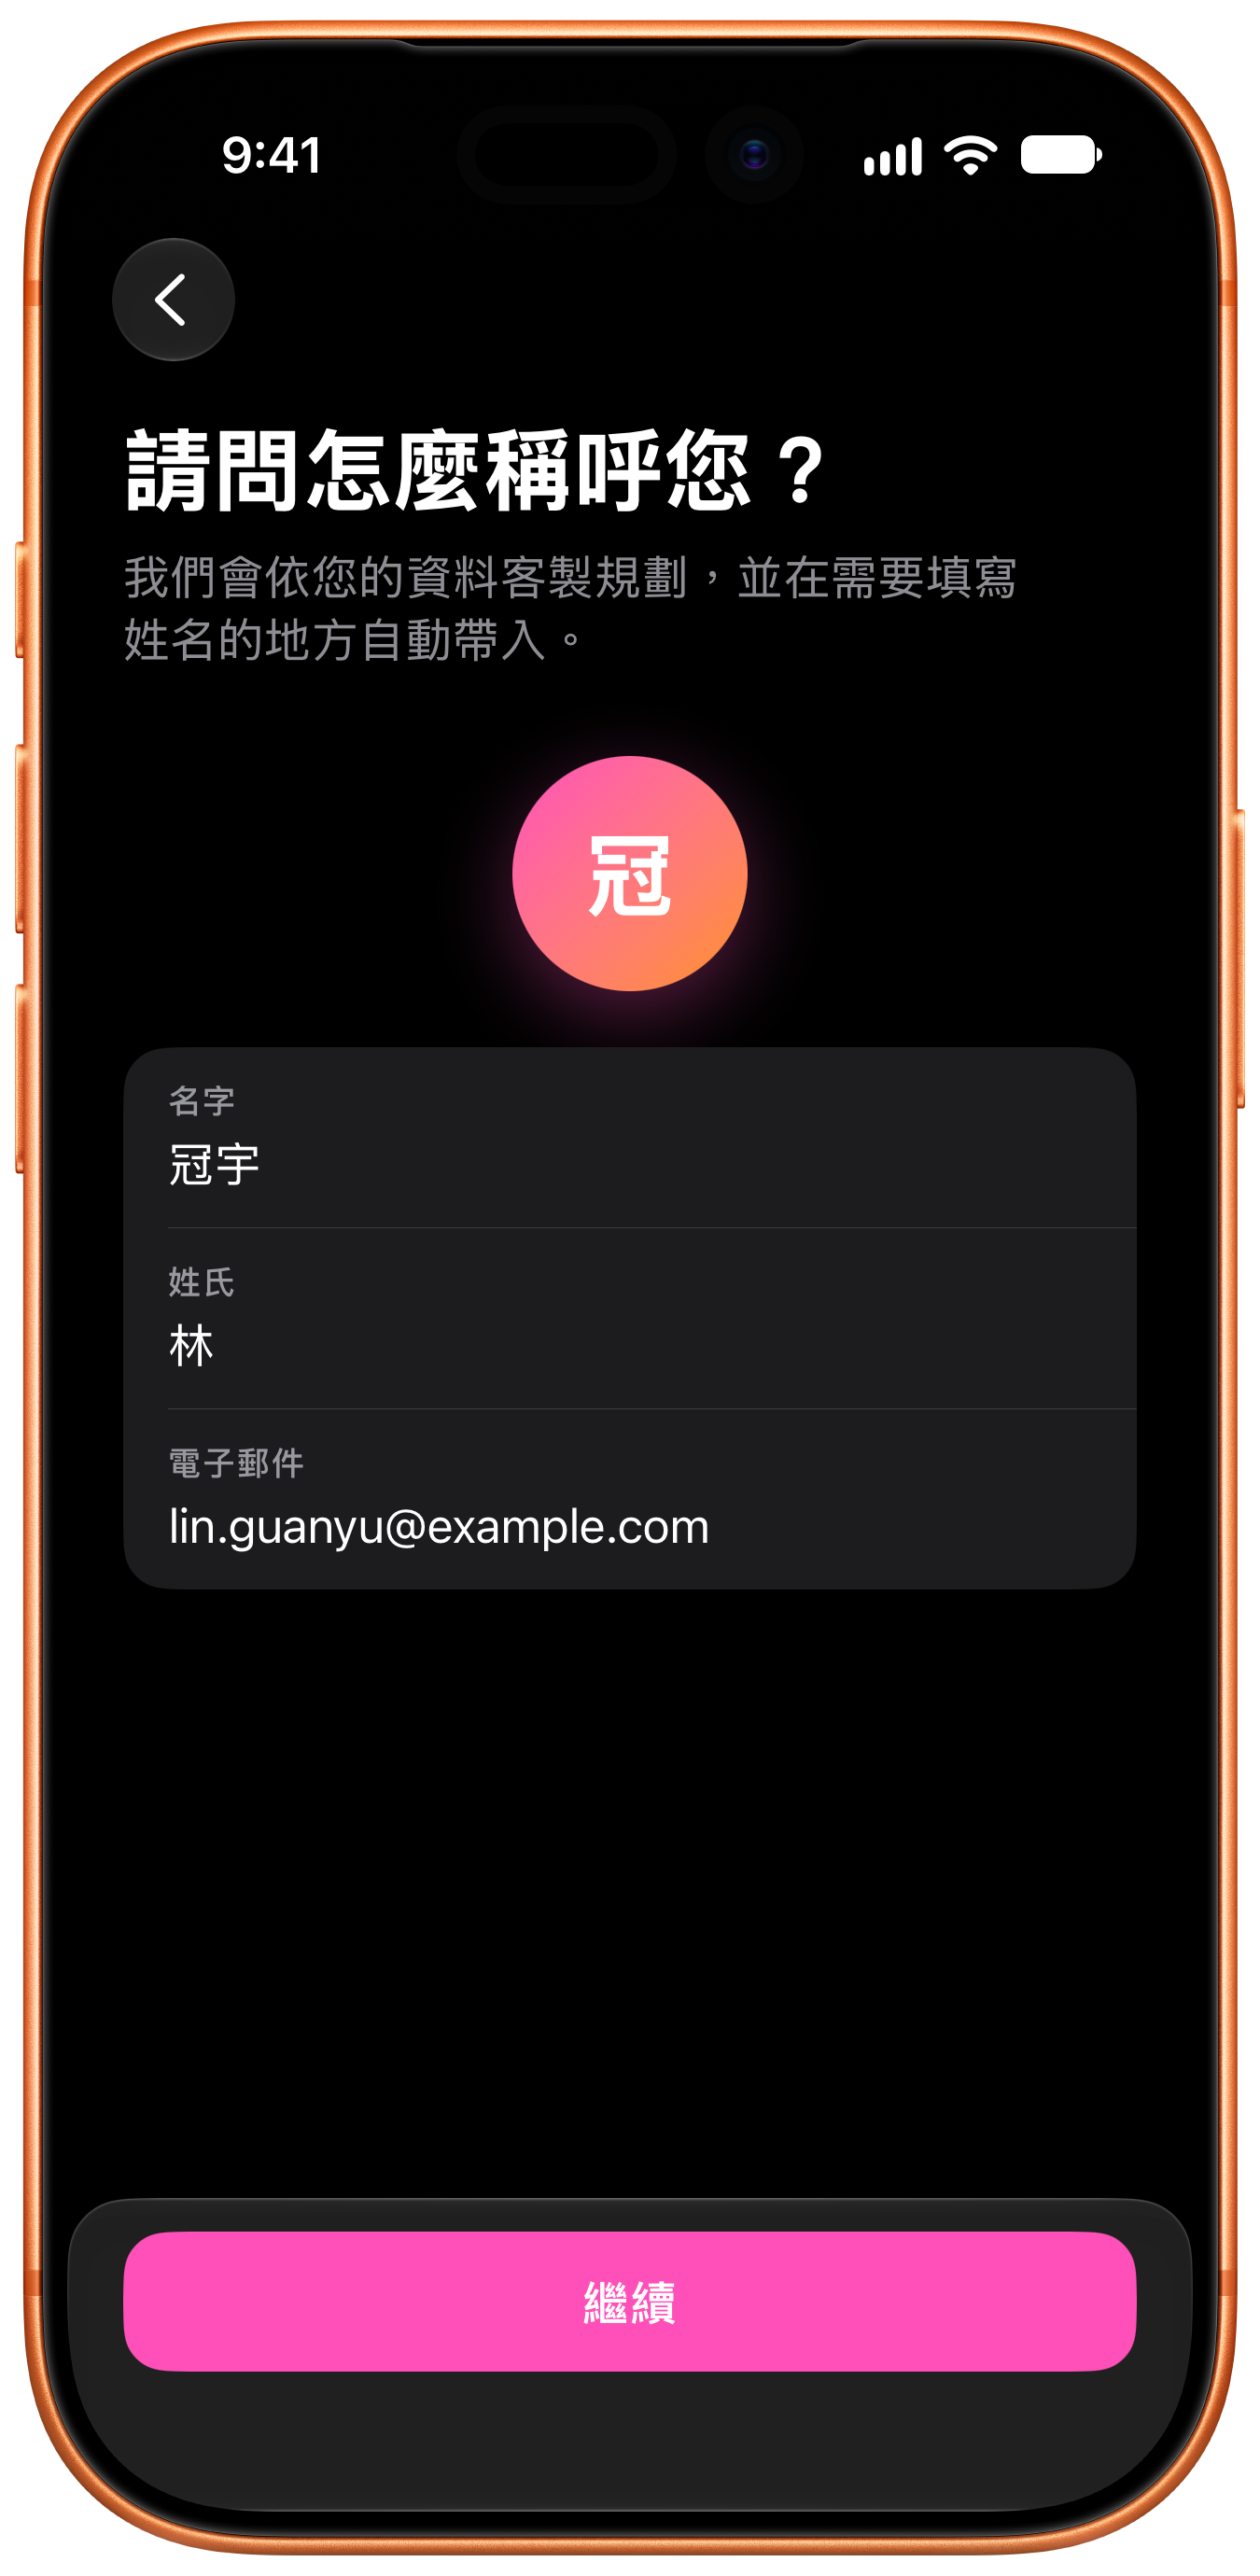 9:41
請問怎麼稱呼您？
我們會依您的資料客製規劃，並在需要填寫
姓名的地方自動帶入。
冠
名字
冠宇
姓氏
林
電子郵件
lin.guanyu@example.com
繼續